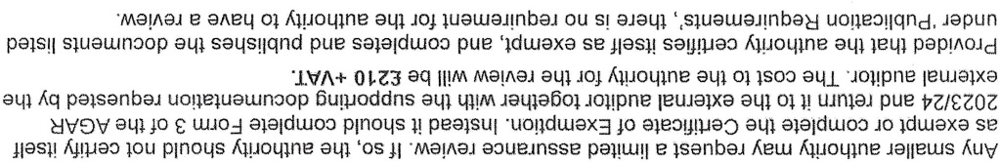 Any smaller authority may request a limited assurance review. If so, the authority should not certify itself
as exempt or complete the Certificate of Exemption. Instead it should complete Form 3 of the AGAR
2023/24 and return it to the external auditor together with the supporting documentation requested by the
external auditor. The cost to the authority for the review will be £210 +VAT.
Provided that the authority certifies itself as exempt, and completes and publishes the documents listed
under 'Publication Requirements', there is no requirement for the authority to have a review.